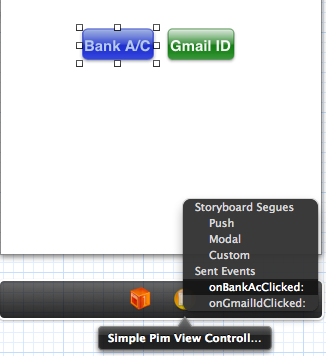 Bank A/C Gmail ID
Storyboard Segues
Push
Modal
Custom
Sent Events
onBankAcClicked:
onGmailIdClicked:
Simple Pim View Controll...